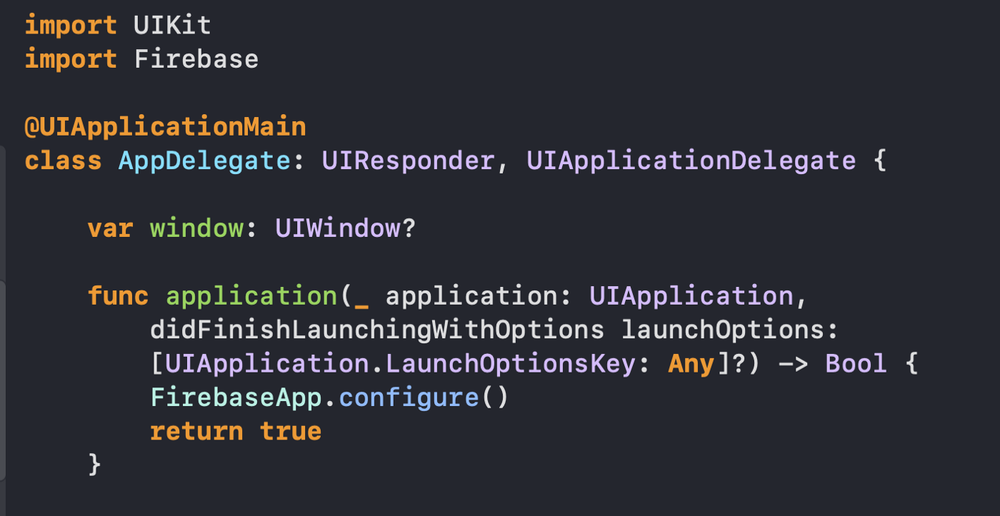 import UIKit
import Firebase
@UIApplicationMain
class AppDelegate: UIResponder, UIApplicationDelegate {
var window: UIWindow?
func application(_ application: UIApplication,
didFinishLaunchingWithOptions launchOptions:
[UIApplication.LaunchOptionsKey: Any]?) -> Bool {
FirebaseApp.configure()
return true
}